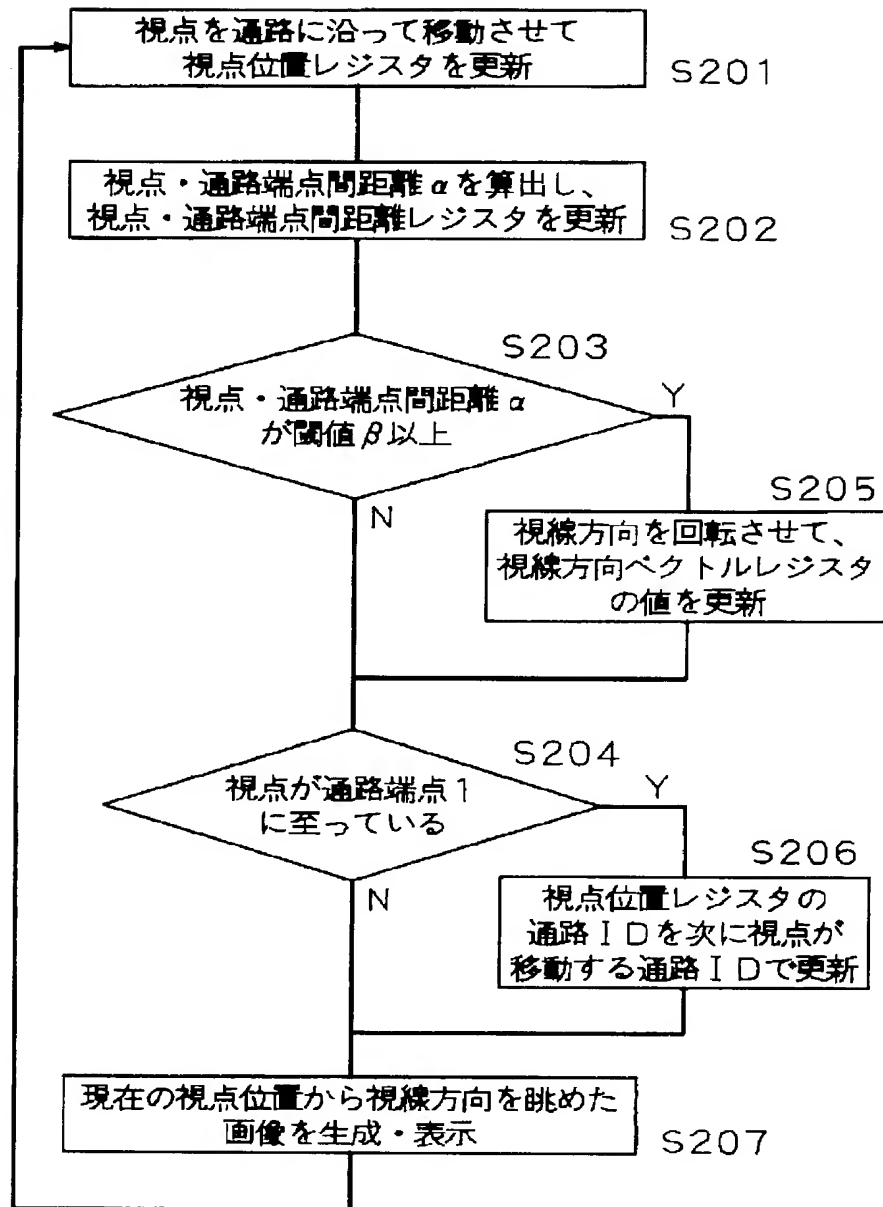 視点を通路に沿って移動させて
視点位置レジスタを更新
S201
視点・通路端点間距離αを算出し、
視点・通路端点間距離レジスタを更新
S202
S203
視点・通路端点間距離α
が閾値β以上
Y
N
S205
視線方向を回転させて、
視線方向ベクトルレジスタ
の値を更新
S204
視点が通路端点1
に至っている
Y
N
S206
視点位置レジスタの
通路IDを次に視点が
移動する通路IDで更新
現在の視点位置から視線方向を眺めた
画像を生成・表示
S207